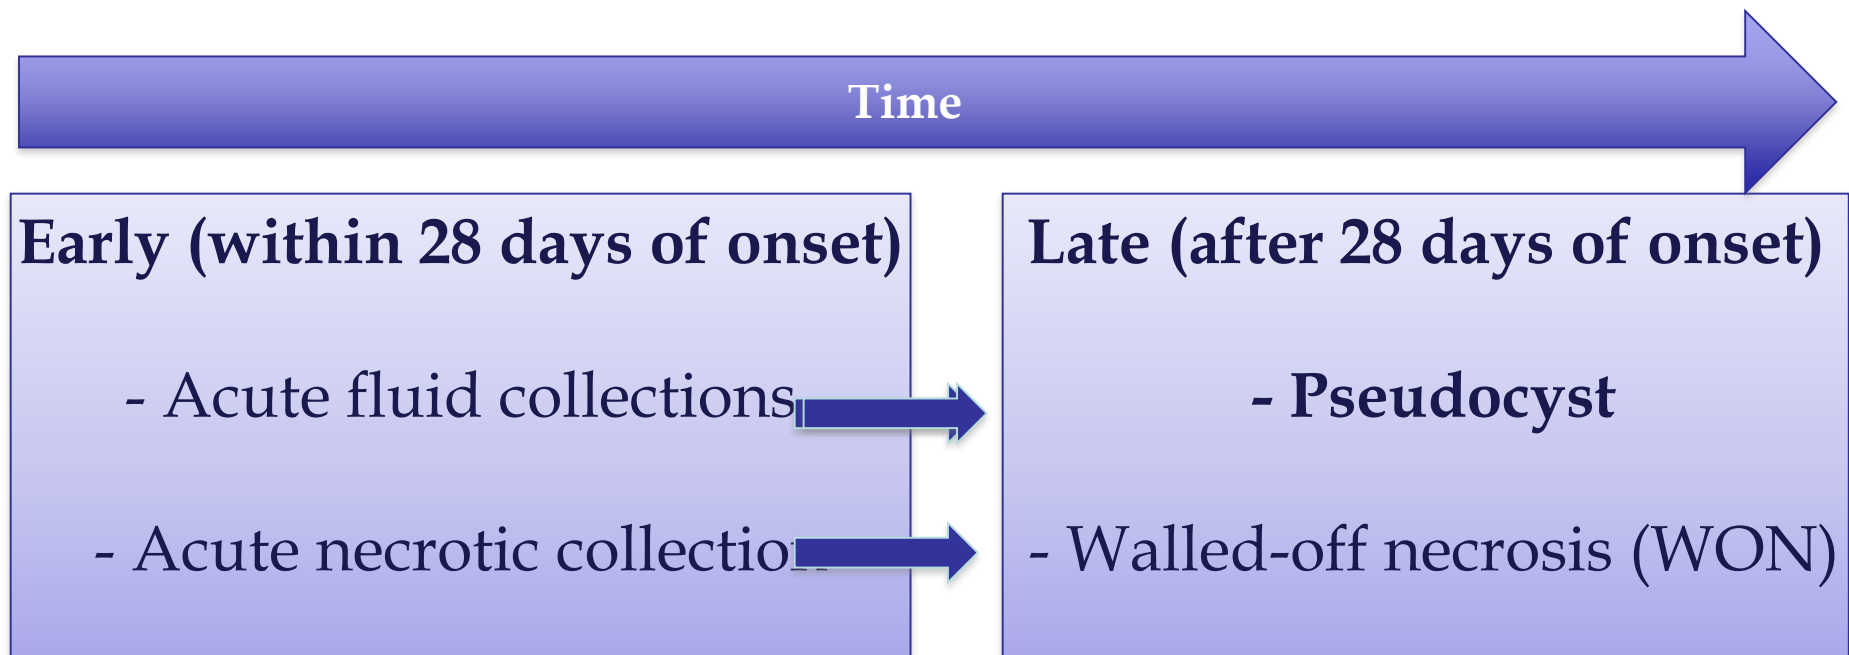 Time
Early (within 28 days of onset)
- Acute fluid collections
- Acute necrotic collection
Late (after 28 days of onset)
- Pseudocyst
- Walled-off necrosis (WON)